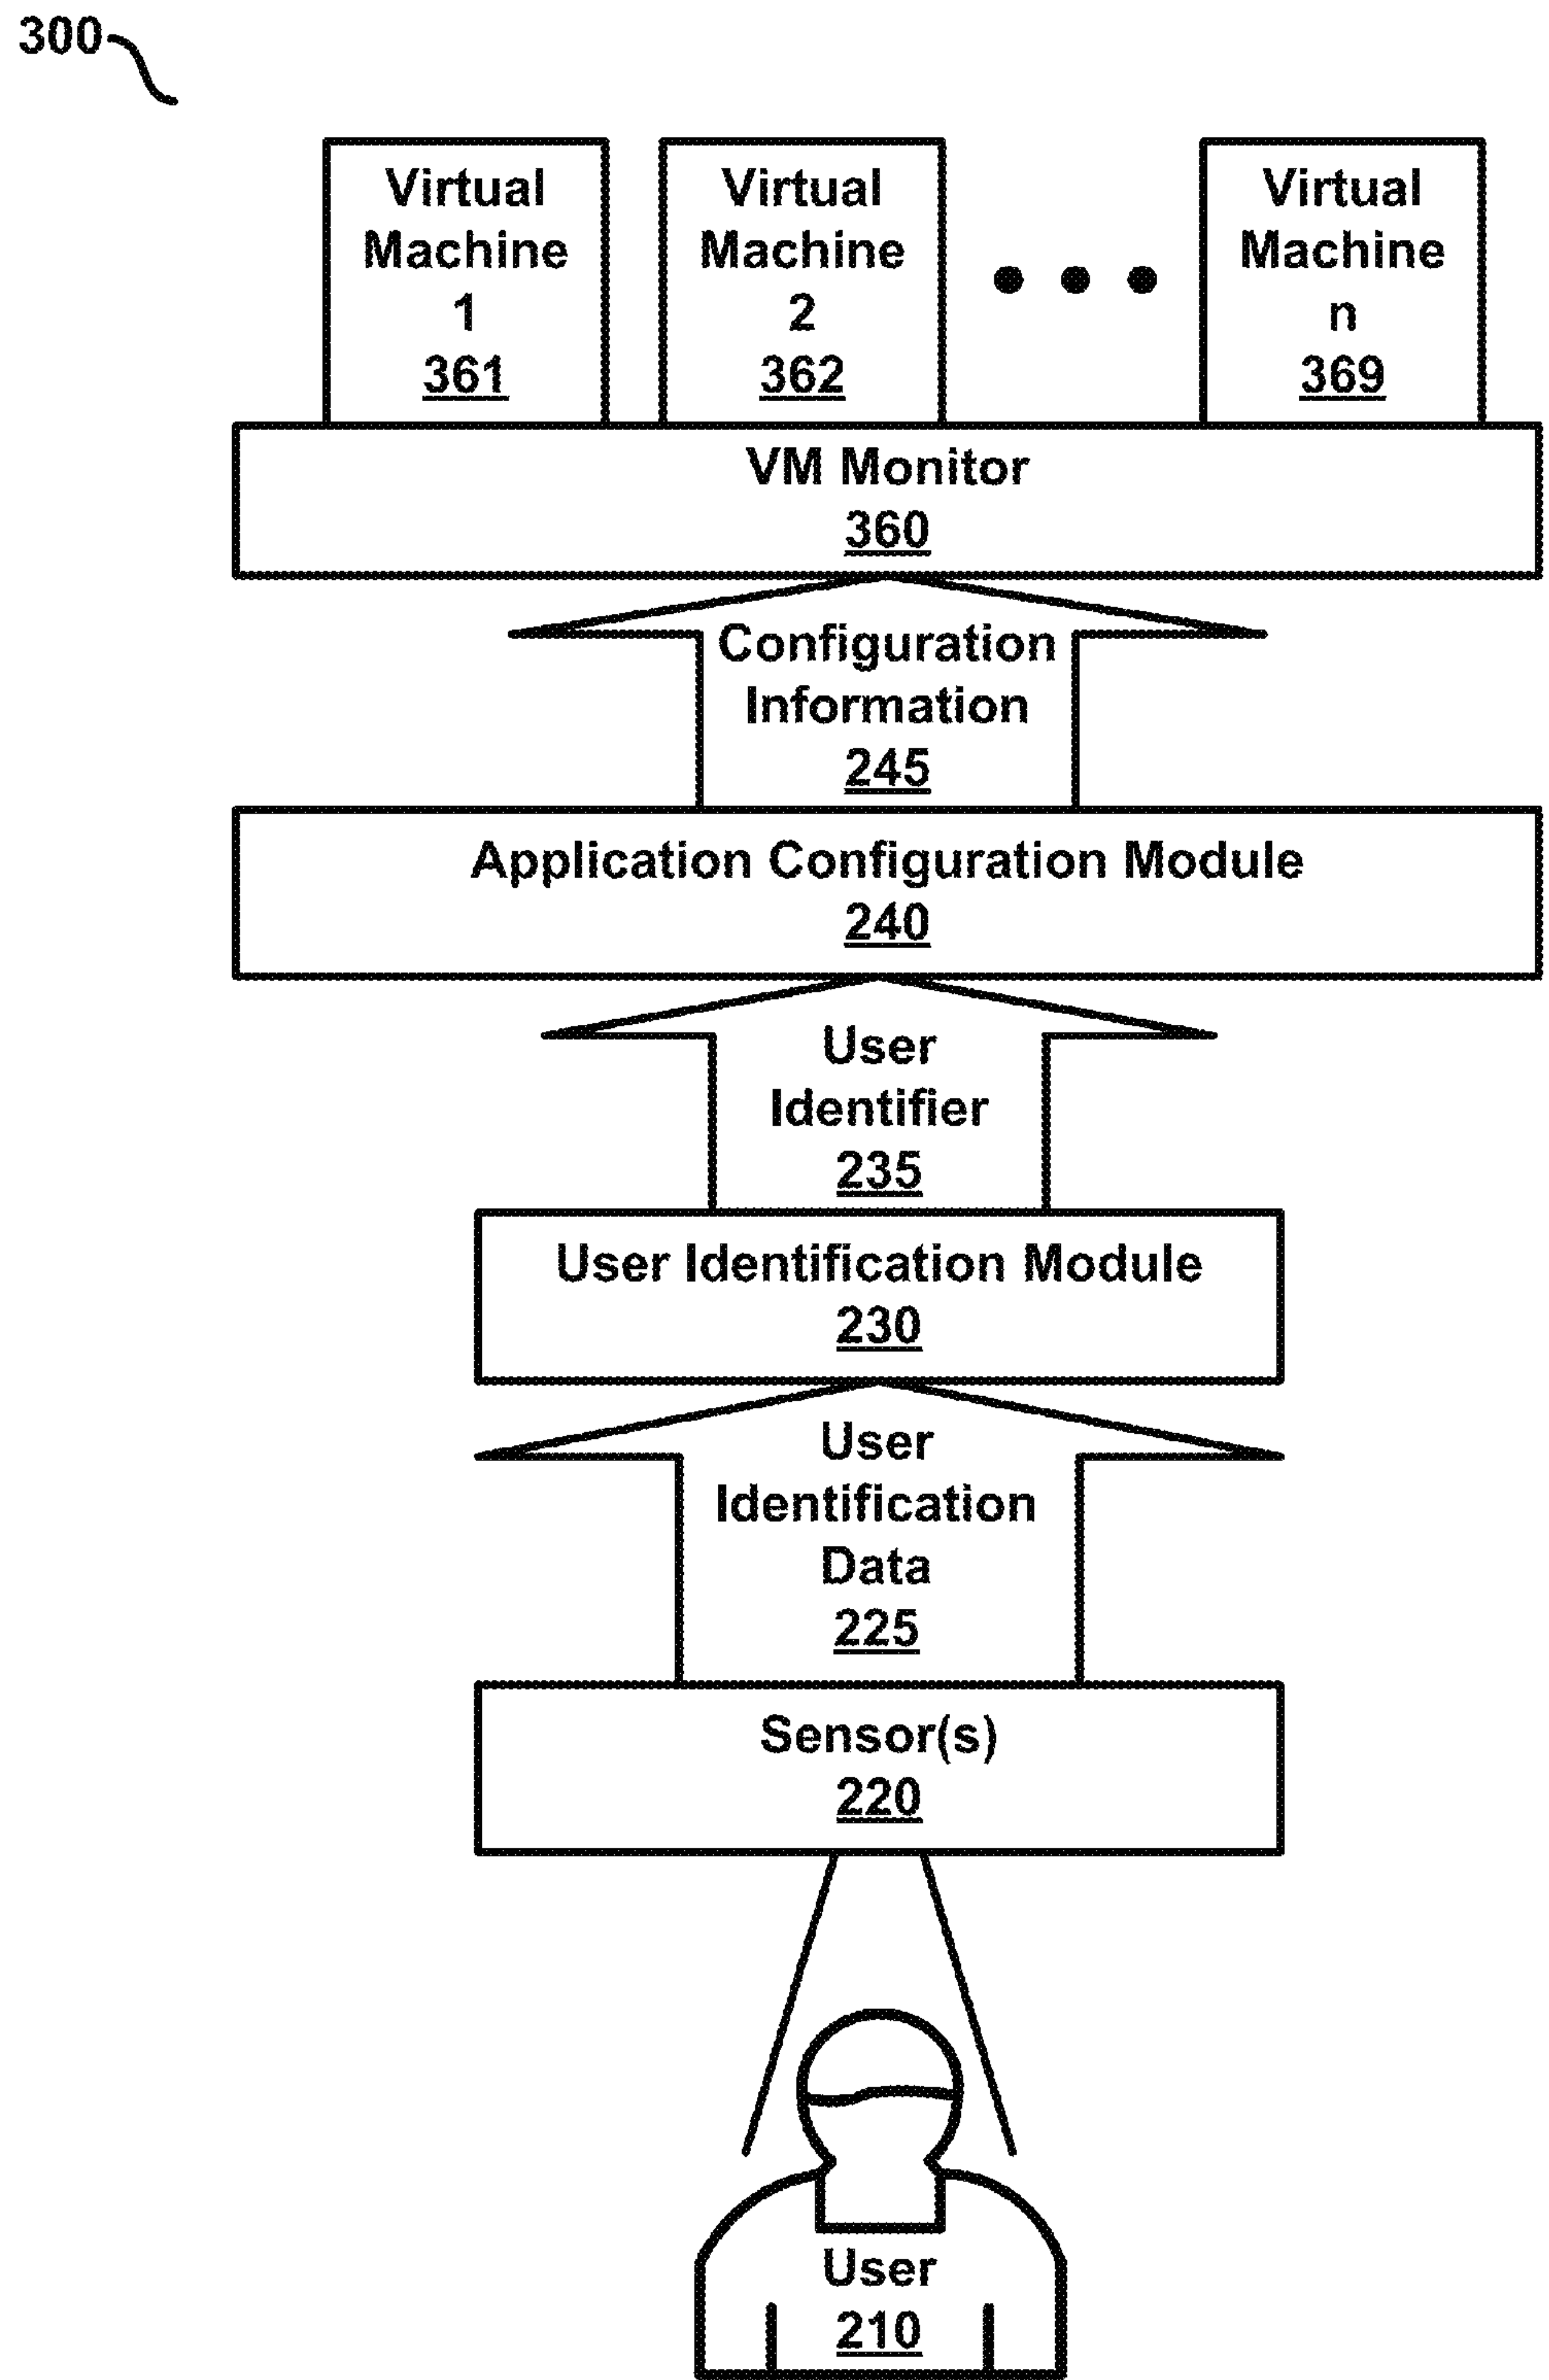 300
Virtual
Machine
1
361
Virtual
Machine
2
362
Virtual
Machine
n
369
VM Monitor
360
Configuration
Information
245
Application Configuration Module
240
User
Identifier
235
User Identification Module
230
User
Identification
Data
225
Sensor(s)
220
User
210